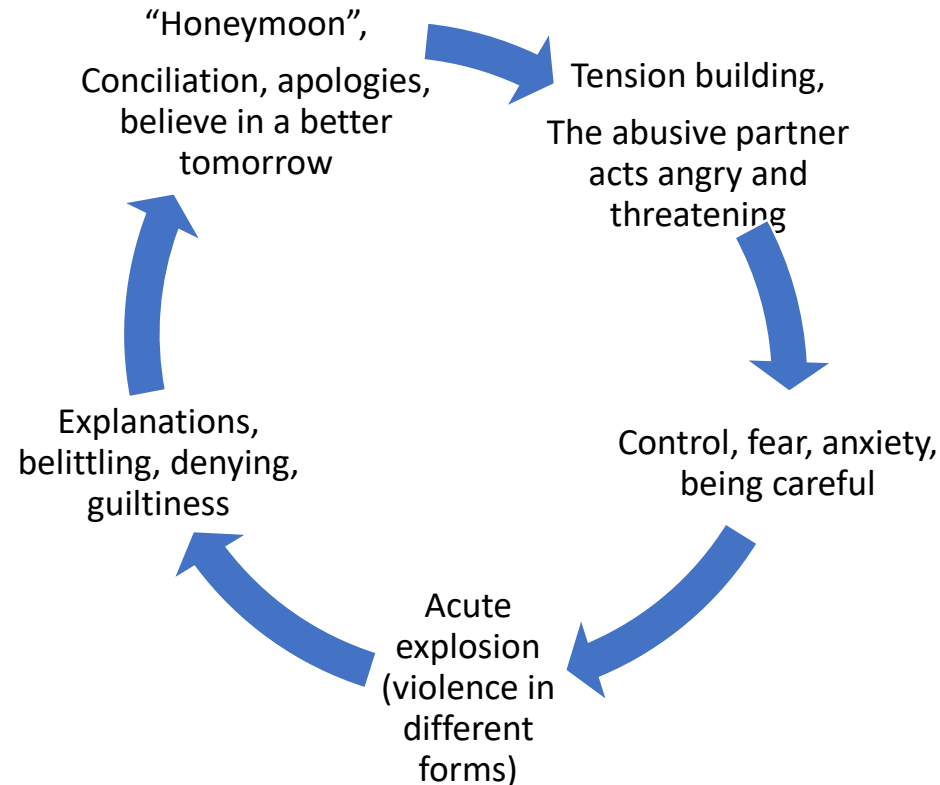 “Honeymoon”,
Conciliation, apologies,
believe in a better
tomorrow
Tension building,
The abusive partner
acts angry and
threatening
Control, fear, anxiety,
being careful
Acute
explosion
(violence in
different
forms)
Explanations,
belittling, denying,
guiltiness